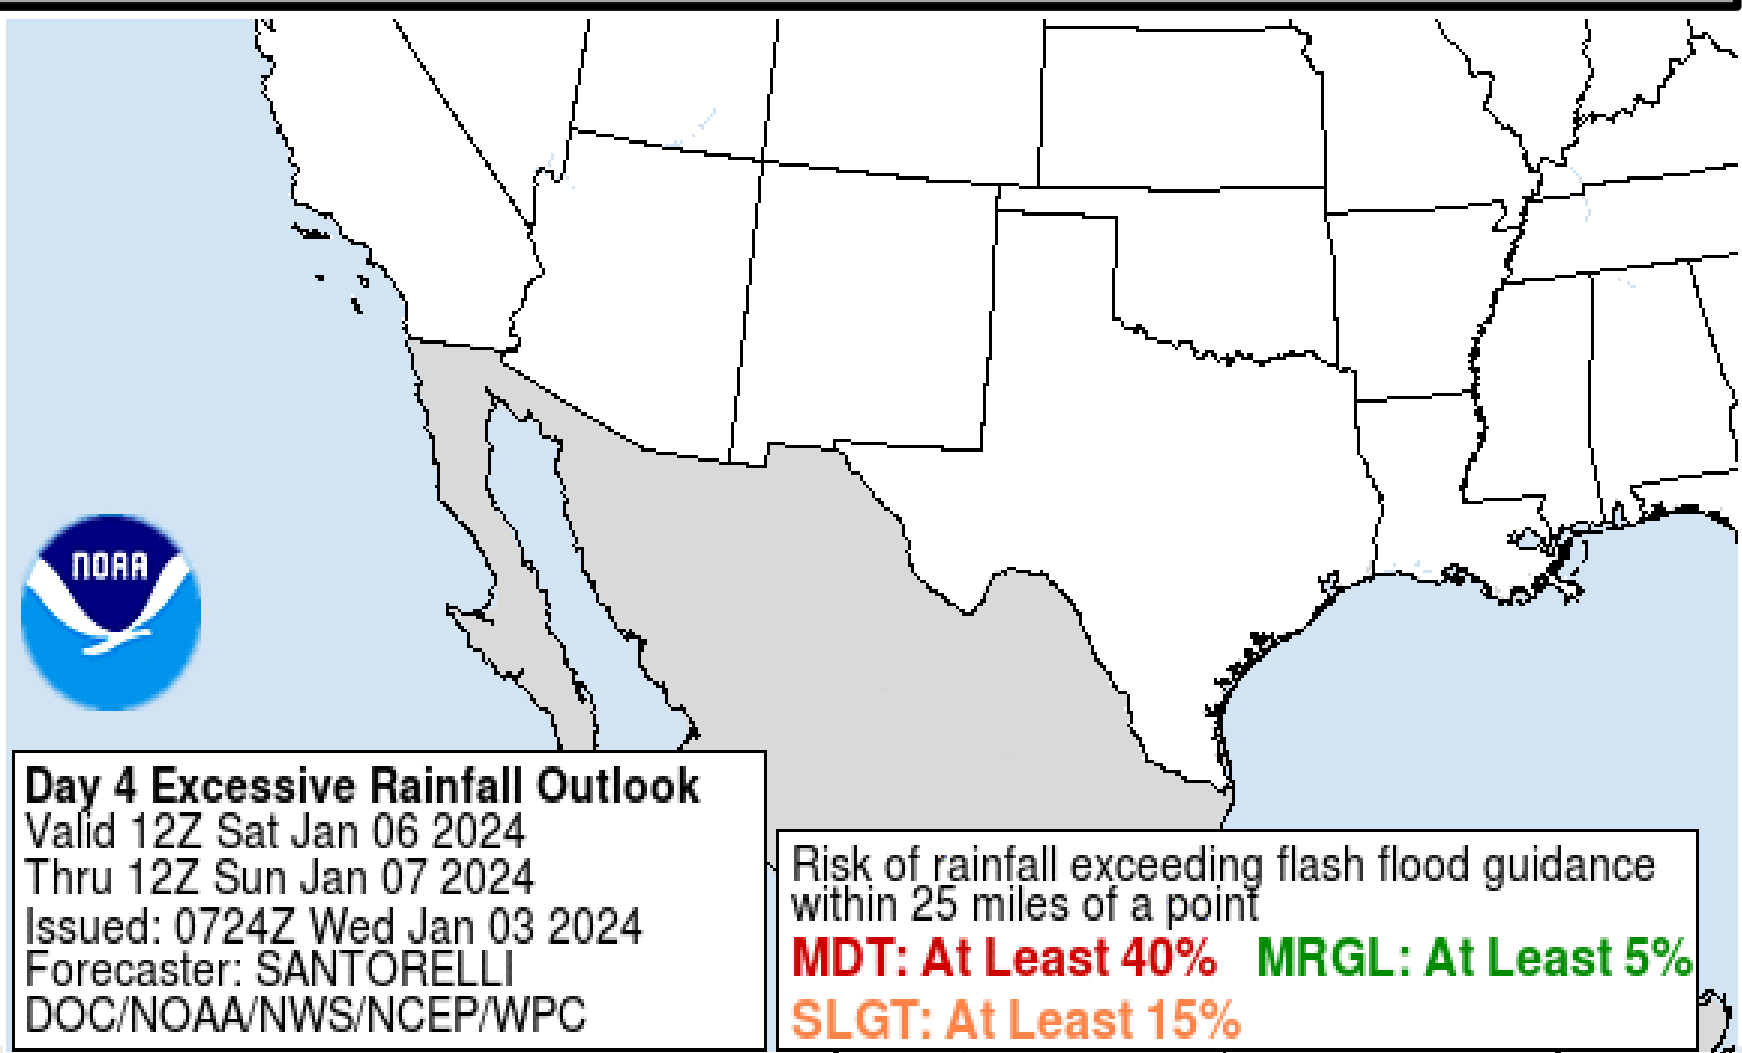 NOAA
Day 4 Excessive Rainfall Outlook
Valid 12Z Sat Jan 06 2024
Thru 12Z Sun Jan 07 2024
Issued: 0724Z Wed Jan 03 2024
Forecaster: SANTORELLI
DOC/NOAA/NWS/NCEP/WPC
Risk of rainfall exceeding flash flood guidance
within 25 miles of a point
MDT: At Least 40% MRGL: At Least 5%
SLGT: At Least 15%